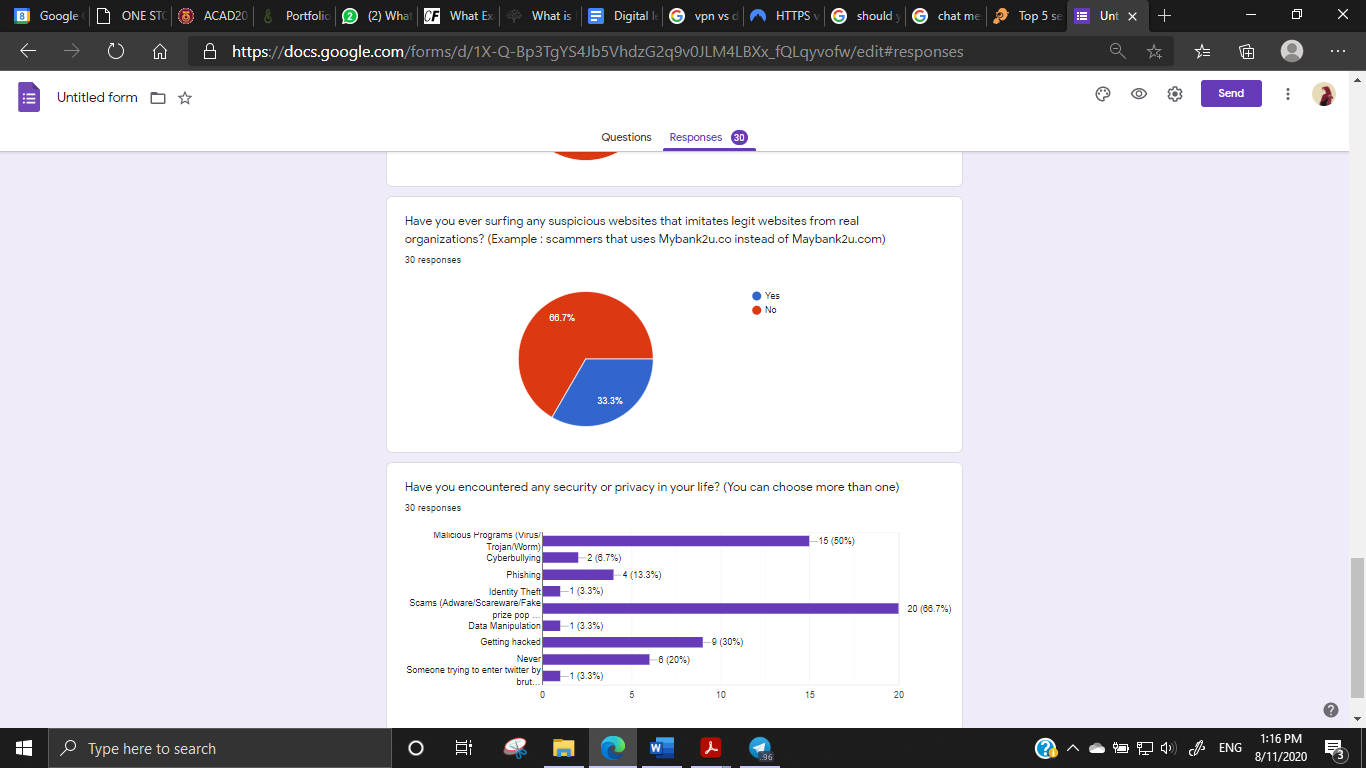 Google
ONE STO
ACAD20
Portfolio
(2) What
CF
What Ex
What is
Digital l
vpn vs d
HTTPS v
should y
chat me
Top 5 se
Unt
https://docs.google.com/forms/d/1X-Q-Bp3TgYS4Jb5VhdzG2q9v0JLM4LBXx_fQLqyvofw/edit#responses
Untitled form
Send
Questions Responses 30
Have you ever surfing any suspicious websites that imitates legit websites from real
organizations? (Example : scammers that uses Mybank2u.co instead of Maybank2u.com)
30 responses
Yes
No
66.7%
33.3%
Have you encountered any security or privacy in your life? (You can choose more than one)
30 responses
Malicious Programs (Virus/
Trojan/Worm) 15 (50%)
Cyberbullying 2 (6.7%)
Phishing 4 (13.3%)
Identity Theft 1 (3.3%)
Scams (Adware/Scareware/Fake
prize pop ... 20 (66.7%)
Data Manipulation 1 (3.3%)
Getting hacked 9 (30%)
Never 6 (20%)
Someone trying to enter twitter by
brut... 1 (3.3%)
0 5 10 15 20
Type here to search
96
ENG
1:16 PM
8/11/2020
3